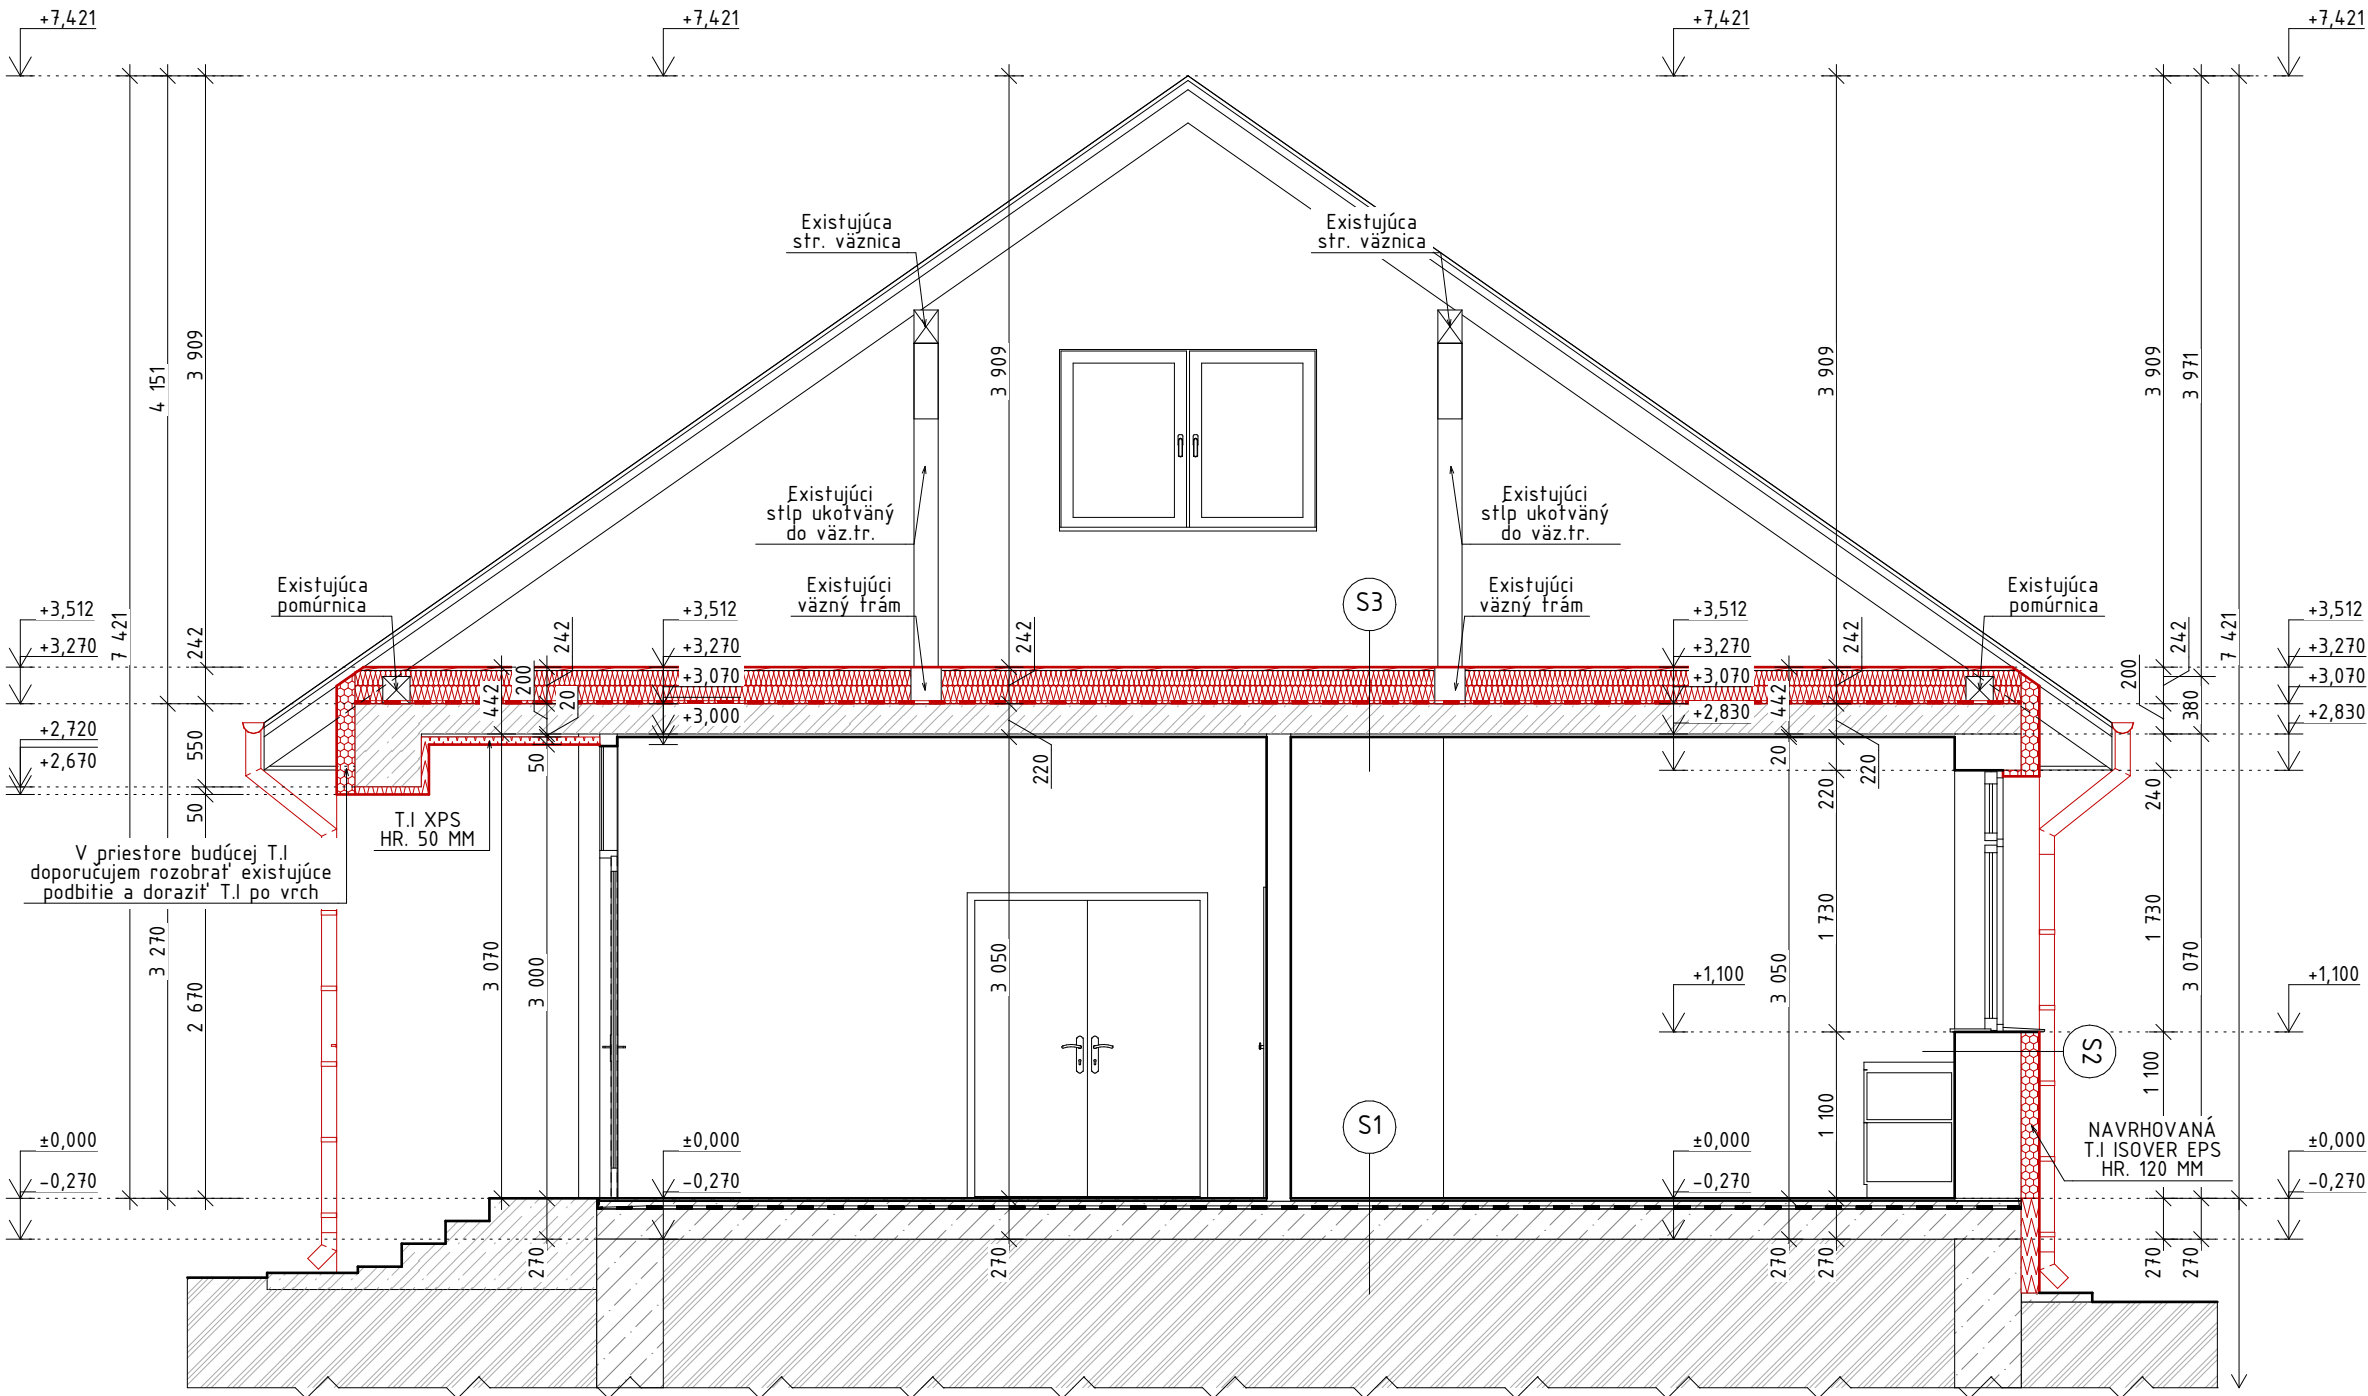 +7,421
+7,421
+7,421
+7,421
Existujúca
str. väznica
Existujúca
str. väznica
7 421
4 151
3 909
3 909
3 909
3 909
3 971
7 421
Existujúci
stĺp ukotváný
do väz.tr.
Existujúci
stĺp ukotváný
do väz.tr.
Existujúca
pomúrnica
Existujúci
väzný trám
S3
Existujúci
väzný trám
Existujúca
pomúrnica
+3,512
+3,270
+3,512
+3,270
+3,070
+3,000
+3,512
+3,270
+3,070
+2,830
+3,512
+3,270
+3,070
+2,830
242
242
242
242
242
200
20
442
442
200
380
+2,720
+2,670
550
50
50
220
20
220
220
240
T.I XPS
HR. 50 MM
V priestore budúcej T.I
doporučujem rozobrať existujúce
podbitie a doraziť T.I po vrch
3 270
2 670
3 070
3 000
3 050
3 050
1 730
1 730
3 070
+1,100
+1,100
1 100
1 100
S2
S1
NAVRHOVANÁ
T.I ISOVER EPS
HR. 120 MM
±0,000
-0,270
±0,000
-0,270
±0,000
-0,270
±0,000
-0,270
270
270
270
270
270
270